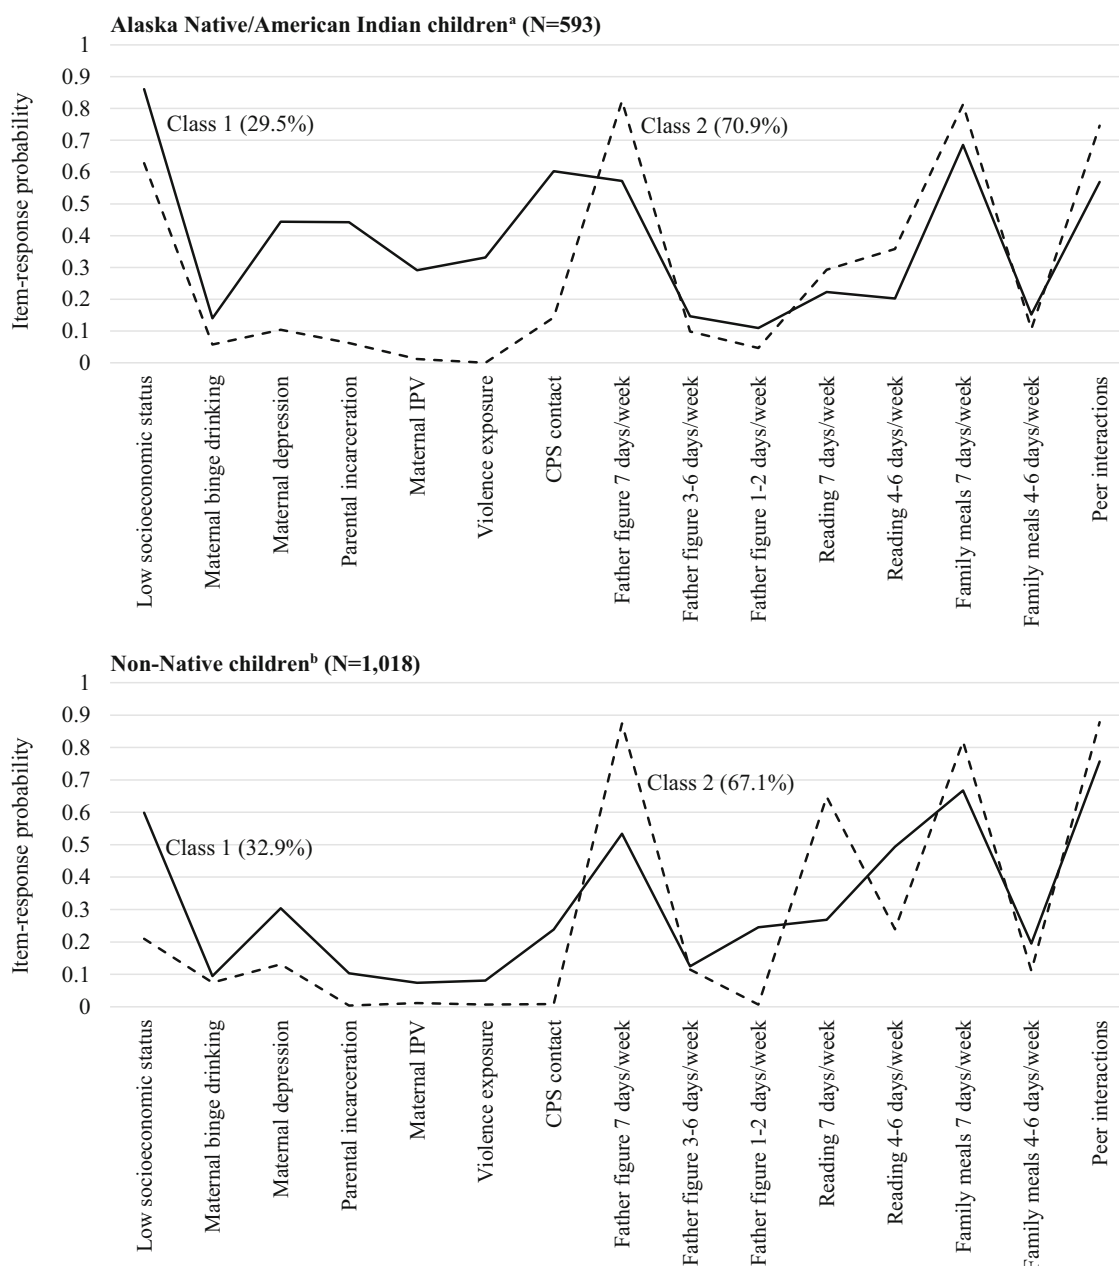 Alaska Native/American Indian childrenᵃ (N=593)
1
0.9
0.8
0.7
0.6
0.5
0.4
0.3
0.2
0.1
0
Item-response probability
Class 1 (29.5%)
Class 2 (70.9%)
Low socioeconomic status
Maternal binge drinking
Maternal depression
Parental incarceration
Maternal IPV
Violence exposure
CPS contact
Father figure 7 days/week
Father figure 3-6 days/week
Father figure 1-2 days/week
Reading 7 days/week
Reading 4-6 days/week
Family meals 7 days/week
Family meals 4-6 days/week
Peer interactions
Non-Native childrenᵇ (N=1,018)
1
0.9
0.8
0.7
0.6
0.5
0.4
0.3
0.2
0.1
0
Item-response probability
Class 1 (32.9%)
Class 2 (67.1%)
Low socioeconomic status
Maternal binge drinking
Maternal depression
Parental incarceration
Maternal IPV
Violence exposure
CPS contact
Father figure 7 days/week
Father figure 3-6 days/week
Father figure 1-2 days/week
Reading 7 days/week
Reading 4-6 days/week
Family meals 7 days/week
Family meals 4-6 days/week
Peer interactions